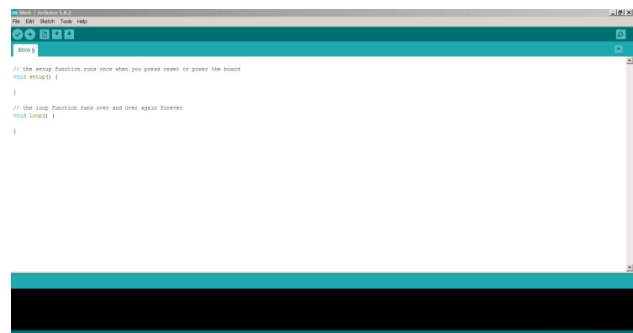 Blink | Arduino 1.8.2
File Edit Sketch Tools Help
Blink §
// the setup function runs once when you press reset or power the board
void setup() {
}
// the loop function runs over and over again forever
void loop() {
}